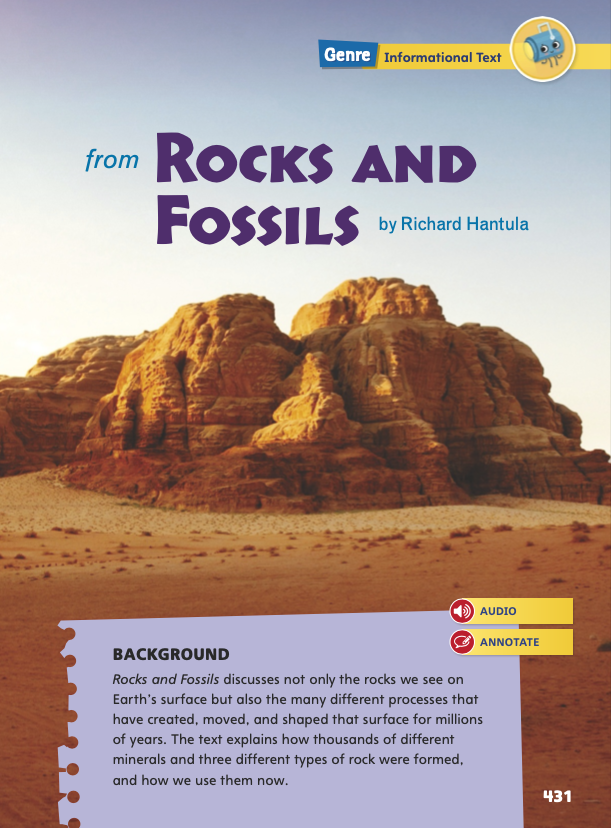 Genre Informational Text
from ROCKS AND
FOSSILS by Richard Hantula
AUDIO
ANNOTATE
BACKGROUND
Rocks and Fossils discusses not only the rocks we see on
Earth's surface but also the many different processes that
have created, moved, and shaped that surface for millions
of years. The text explains how thousands of different
minerals and three different types of rock were formed,
and how we use them now.
431